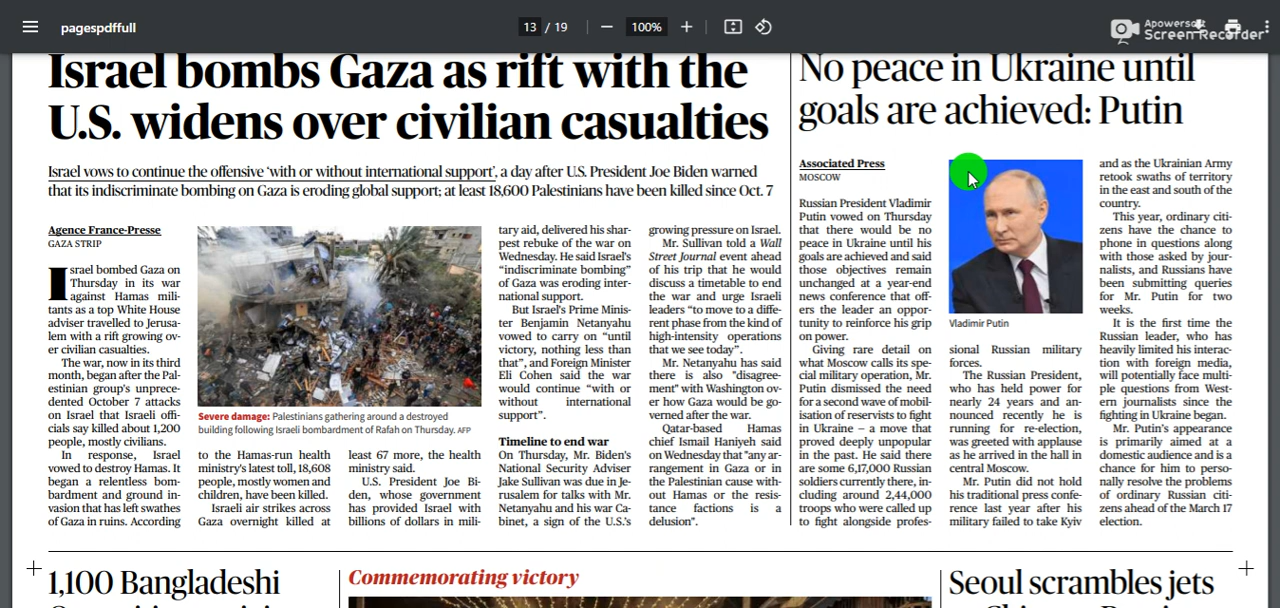 pagespdffull
13 / 19
100%
Apowersoft
Screen Recorder
Israel bombs Gaza as rift with the
U.S. widens over civilian casualties
Israel vows to continue the offensive ‘with or without international support’, a day after U.S. President Joe Biden warned
that its indiscriminate bombing on Gaza is eroding global support; at least 18,600 Palestinians have been killed since Oct. 7
Agence France-Presse
GAZA STRIP
Israel bombed Gaza on
Thursday in its war
against Hamas mili-
tants as a top White House
adviser travelled to Jerusa-
lem with a rift growing ov-
er civilian casualties.
The war, now in its third
month, began after the Pal-
estinian group's unprece-
dented October 7 attacks
on Israel that Israeli offi-
cials say killed about 1,200
people, mostly civilians.
In response, Israel
vowed to destroy Hamas. It
began a relentless bom-
bardment and ground in-
vasion that has left swathes
of Gaza in ruins. According
Severe damage: Palestinians gathering around a destroyed
building following Israeli bombardment of Rafah on Thursday. AFP
to the Hamas-run health
ministry's latest toll, 18,608
people, mostly women and
children, have been killed.
Israeli air strikes across
Gaza overnight killed at
least 67 more, the health
ministry said.
U.S. President Joe Bi-
den, whose government
has provided Israel with
billions of dollars in mili-
tary aid, delivered his shar-
pest rebuke of the war on
Wednesday. He said Israel's
“indiscriminate bombing”
of Gaza was eroding inter-
national support.
But Israel's Prime Minis-
ter Benjamin Netanyahu
vowed to carry on “until
victory, nothing less than
that”, and Foreign Minister
Eli Cohen said the war
would continue “with or
without international
support”.
Timeline to end war
On Thursday, Mr. Biden's
National Security Adviser
Jake Sullivan was due in Je-
rusalem for talks with Mr.
Netanyahu and his war Ca-
binet, a sign of the U.S.'s
growing pressure on Israel.
Mr. Sullivan told a Wall
Street Journal event ahead
of his trip that he would
discuss a timetable to end
the war and urge Israeli
leaders “to move to a diffe-
rent phase from the kind of
high-intensity operations
that we see today”.
Mr. Netanyahu has said
there is also “disagree-
ment” with Washington ov-
er how Gaza would be go-
verned after the war.
Qatar-based Hamas
chief Ismail Haniyeh said
on Wednesday that “any ar-
rangement in Gaza or in
the Palestinian cause with-
out Hamas or the resis-
tance factions is a
delusion”.
No peace in Ukraine until
goals are achieved: Putin
Associated Press
MOSCOW
Russian President Vladimir
Putin vowed on Thursday
that there would be no
peace in Ukraine until his
goals are achieved and said
those objectives remain
unchanged at a year-end
news conference that off-
ers the leader an oppor-
tunity to reinforce his grip
on power.
Giving rare detail on
what Moscow calls its spe-
cial military operation, Mr.
Putin dismissed the need
for a second wave of mobil-
isation of reservists to fight
in Ukraine – a move that
proved deeply unpopular
in the past. He said there
are some 6,17,000 Russian
soldiers currently there, in-
cluding around 2,44,000
troops who were called up
to fight alongside profes-
Vladimir Putin
sional Russian military
forces.
The Russian President,
who has held power for
nearly 24 years and an-
nounced recently he is
running for re-election,
was greeted with applause
as he arrived in the hall in
central Moscow.
Mr. Putin did not hold
his traditional press confe-
rence last year after his
military failed to take Kyiv
and as the Ukrainian Army
retook swaths of territory
in the east and south of the
country.
This year, ordinary citi-
zens have the chance to
phone in questions along
with those asked by jour-
nalists, and Russians have
been submitting queries
for Mr. Putin for two
weeks.
It is the first time the
Russian leader, who has
heavily limited his interac-
tion with foreign media,
will potentially face multi-
ple questions from West-
ern journalists since the
fighting in Ukraine began.
Mr. Putin's appearance
is primarily aimed at a
domestic audience and is a
chance for him to perso-
nally resolve the problems
of ordinary Russian citi-
zens ahead of the March 17
election.
1,100 Bangladeshi
Commemorating victory
Seoul scrambles jets